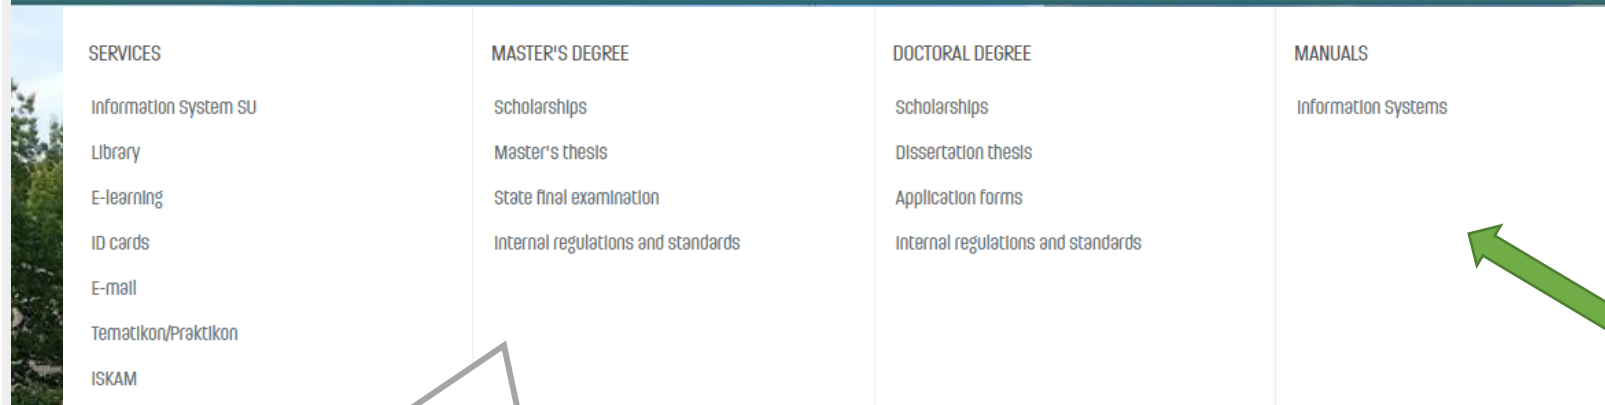 SERVICES
Information System SU
Library
E-learning
ID cards
E-mail
Tematikon/Praktikon
ISKAM
MASTER'S DEGREE
Scholarships
Master's thesis
State final examination
Internal regulations and standards
DOCTORAL DEGREE
Scholarships
Dissertation thesis
Application forms
Internal regulations and standards
MANUALS
Information Systems